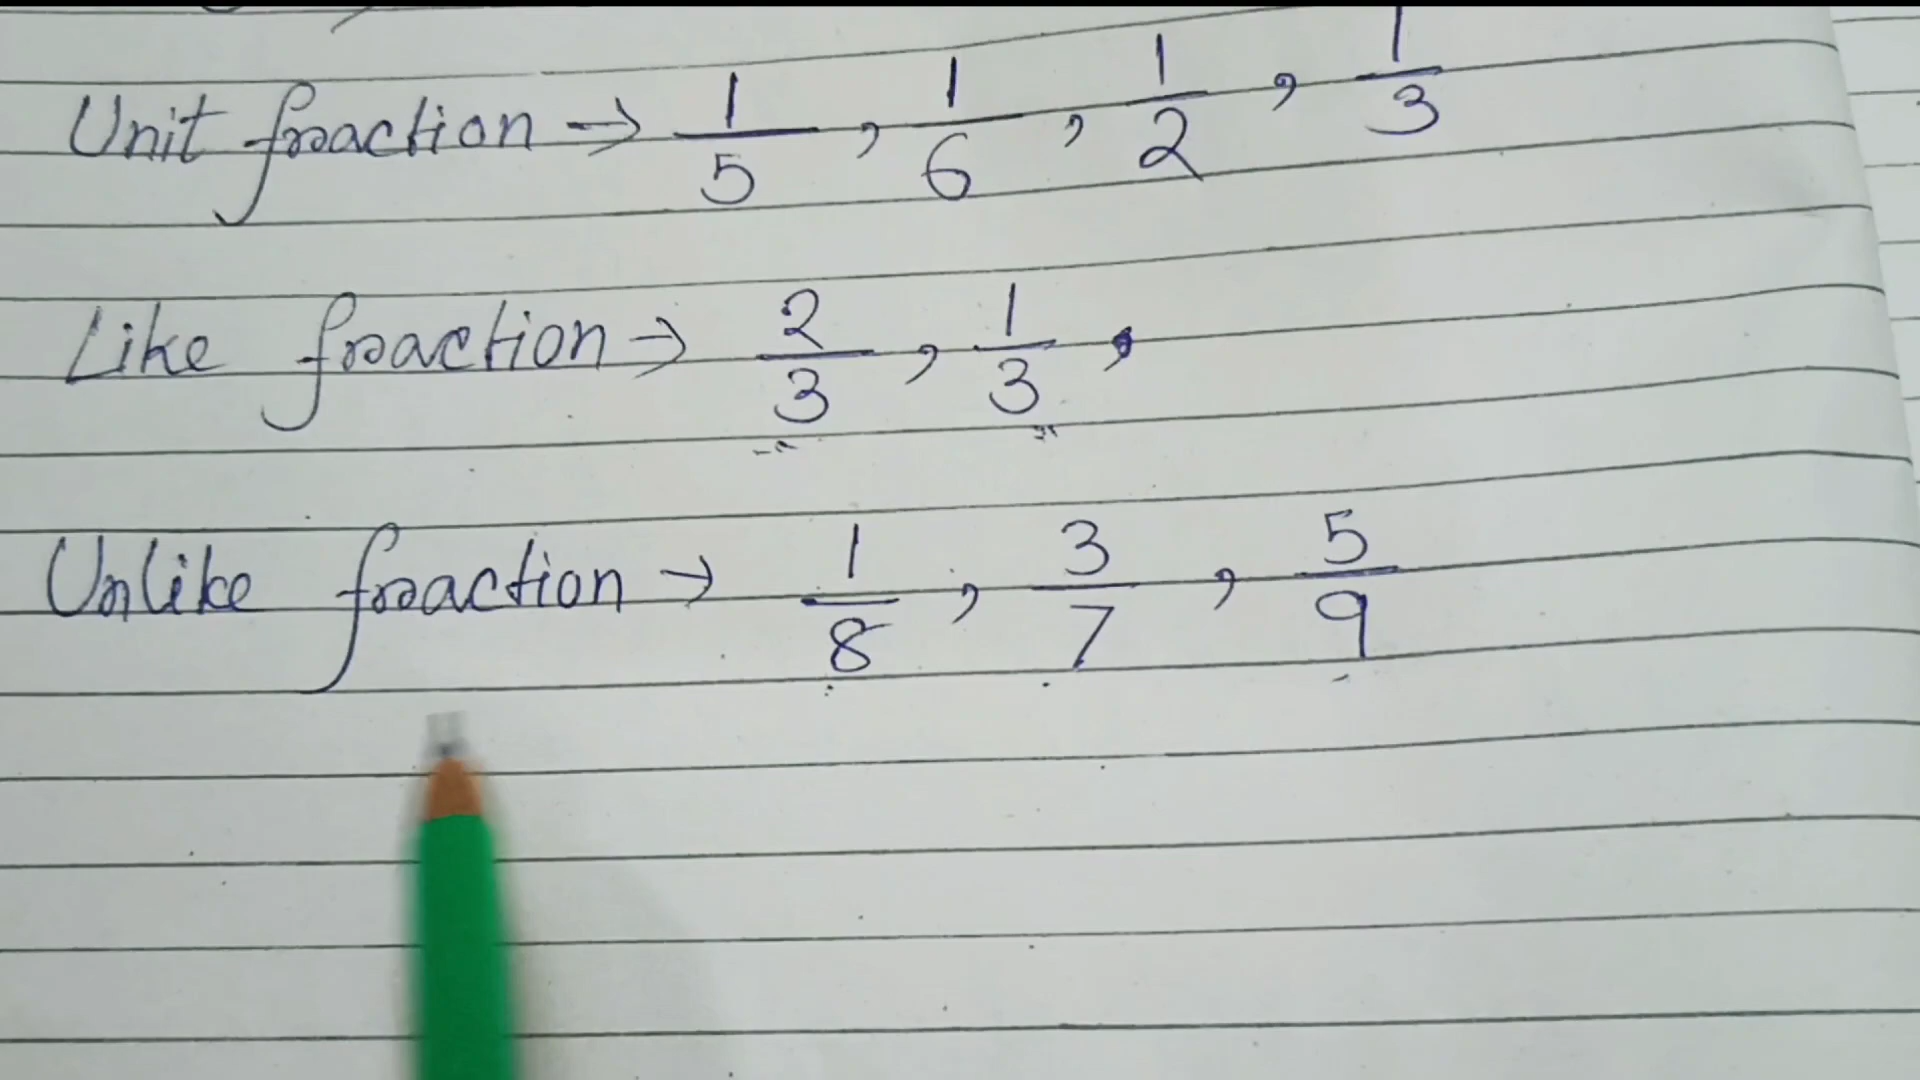 Unit fraction → 1/5, 1/6, 1/2, 1/3
Like fraction → 2/3, 1/3,
Unlike fraction → 1/8, 3/7, 5/9